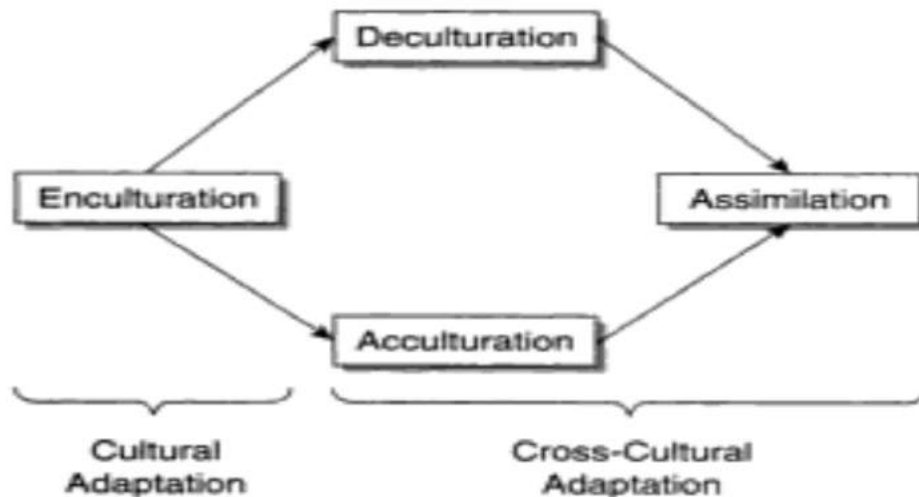 Deculturation
Enculturation
Assimilation
Acculturation
Cultural
Adaptation
Cross-Cultural
Adaptation